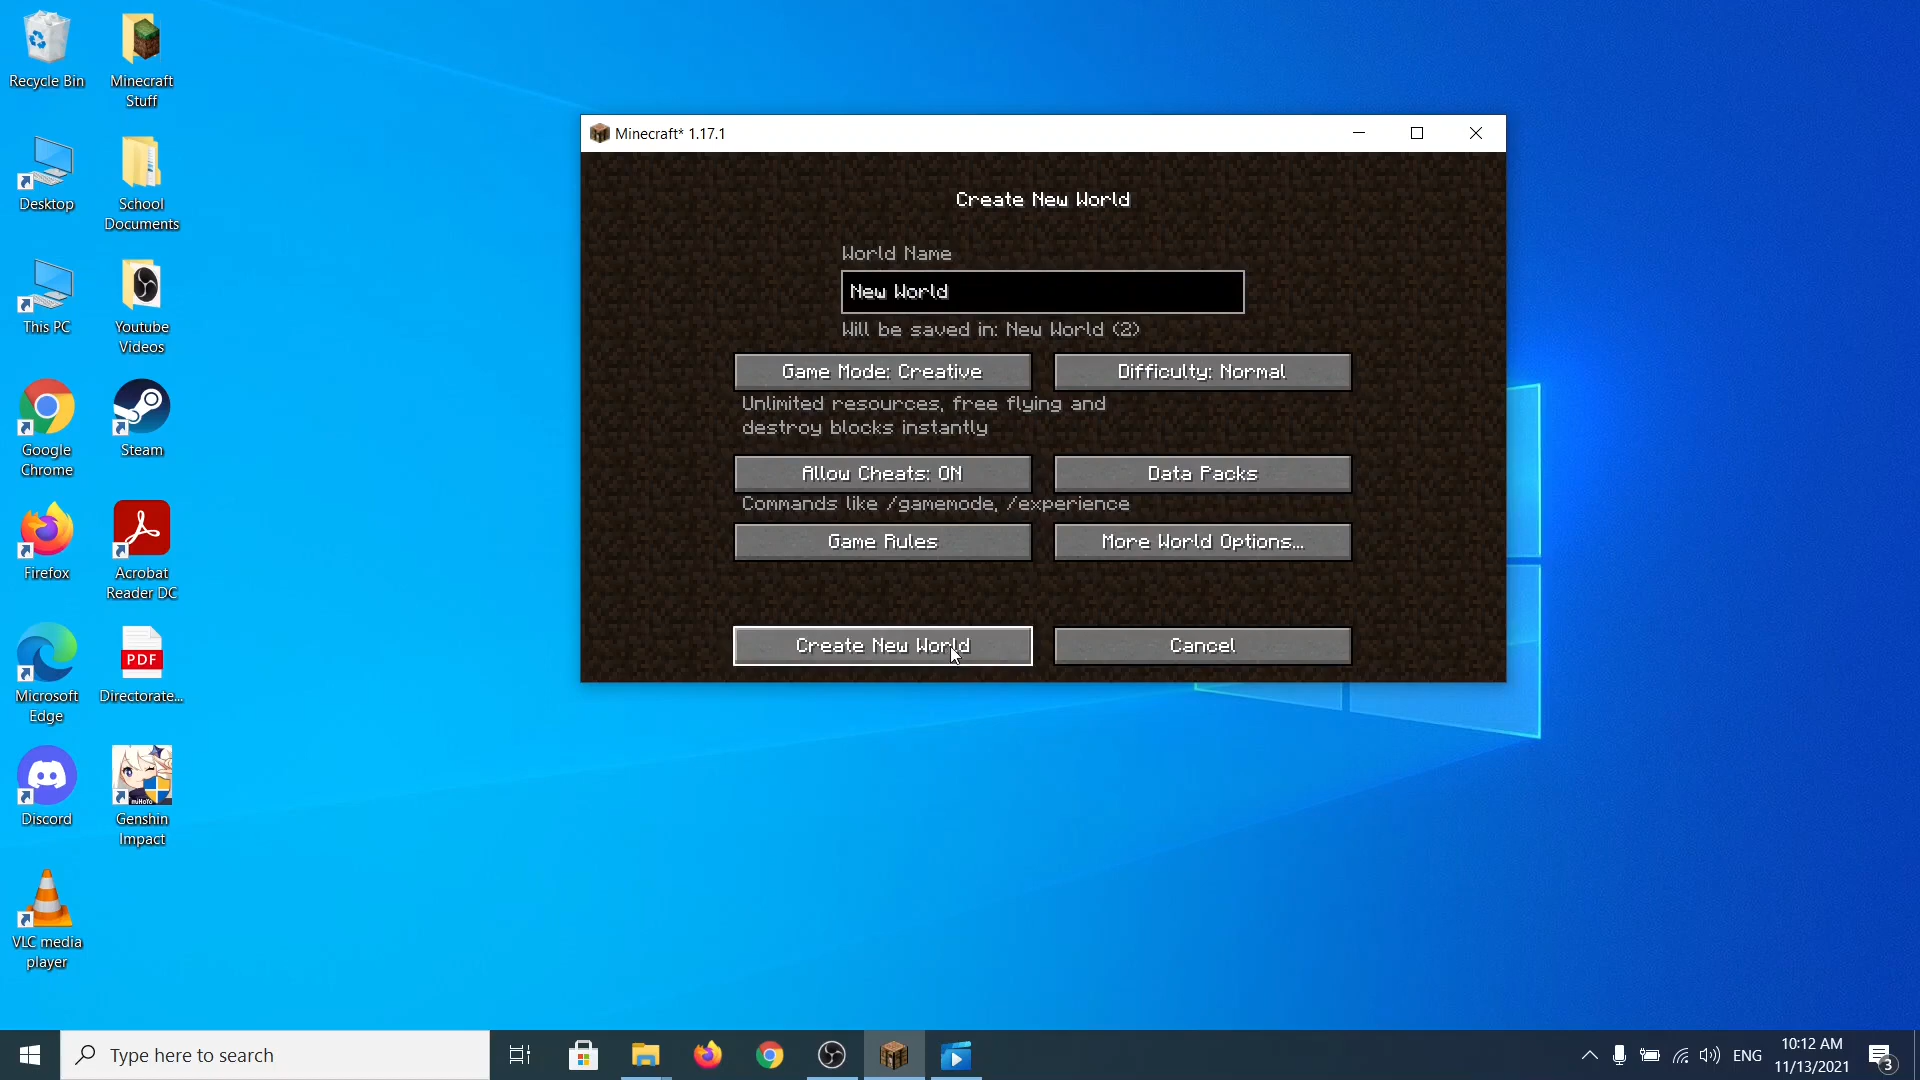 Recycle Bin
Minecraft
Stuff
Desktop
School
Documents
This PC
Youtube
Videos
Google
Chrome
Steam
Firefox
Acrobat
Reader DC
PDF
Microsoft
Edge
Directorate...
Discord
miHoYo
Genshin
Impact
VLC media
player
Minecraft* 1.17.1
Create New World
World Name
New World
Will be saved in: New World (2)
Game Mode: Creative
Difficulty: Normal
Unlimited resources, free flying and
destroy blocks instantly
Allow Cheats: ON
Data Packs
Commands like /gamemode, /experience
Game Rules
More World Options...
Create New World
Cancel
Type here to search
ENG
10:12 AM
11/13/2021
3